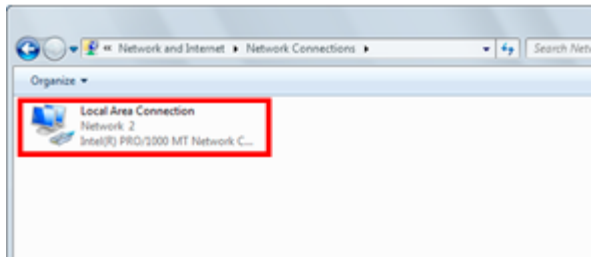 « Network and Internet ▸ Network Connections ▸ Search Netw
Organize ▾
Local Area Connection
Network 2
Intel(R) PRO/1000 MT Network C...